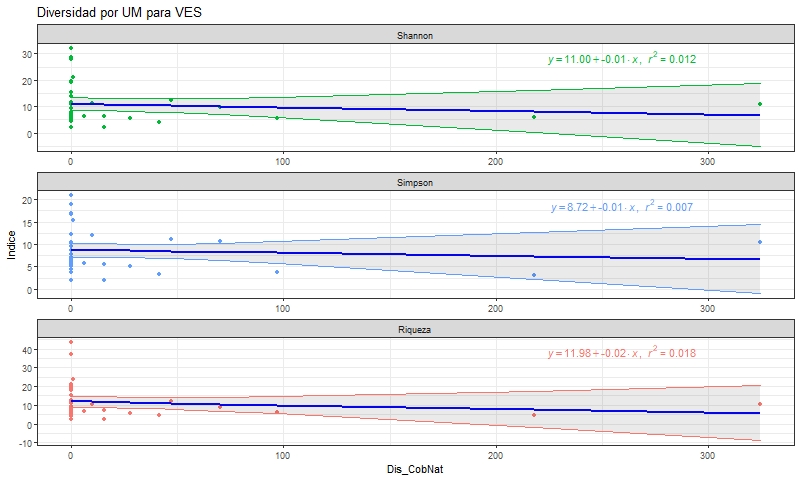 Diversidad por UM para VES
Shannon
y = 11.00 + -0.01 · x, r² = 0.012
30
20
10
0
0 100 200 300
Simpson
y = 8.72 + -0.01 · x, r² = 0.007
20
15
10
5
0
0 100 200 300
Indice
Riqueza
y = 11.98 + -0.02 · x, r² = 0.018
40
30
20
10
0
-10
0 100 200 300
Dis_CobNat